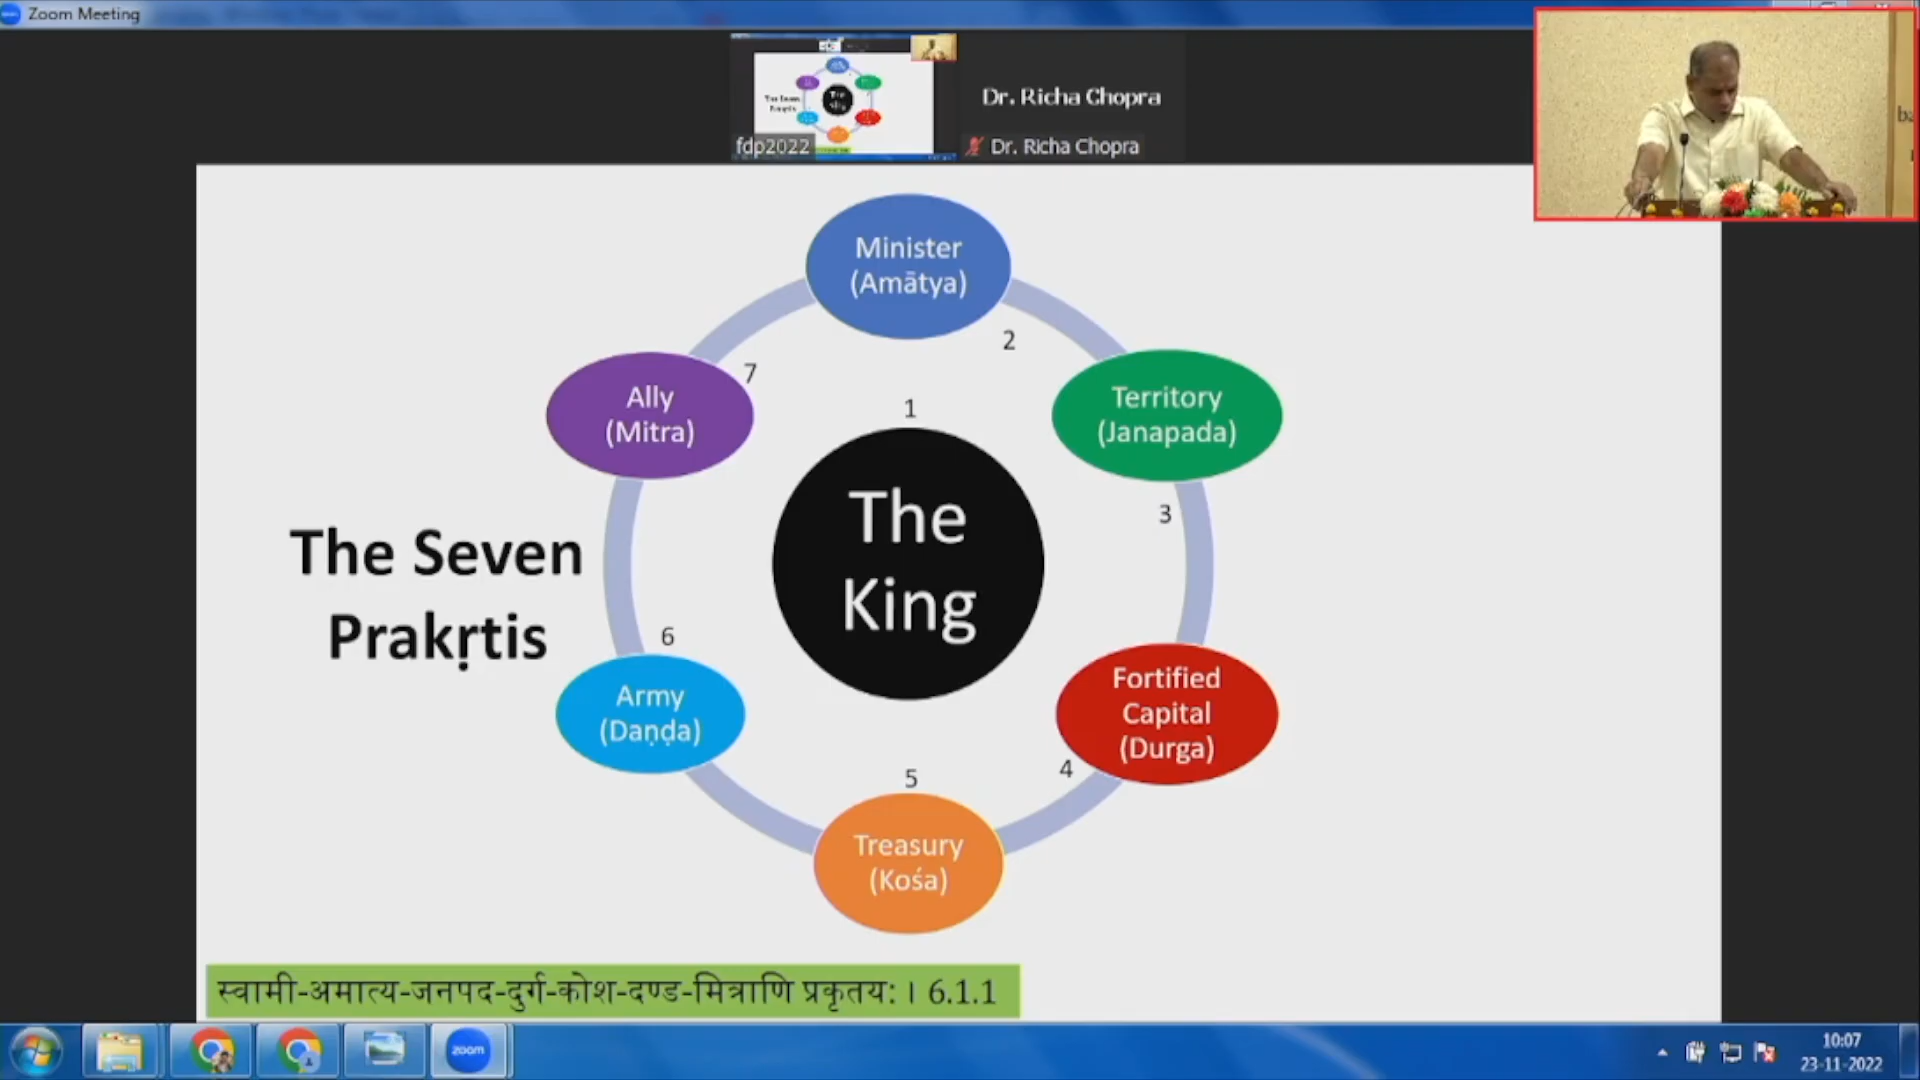 Zoom Meeting
fdp2022
Dr. Richa Chopra
Dr. Richa Chopra
Minister
(Amātya)
2
Ally
(Mitra)
7
1
Territory
(Janapada)
3
The
King
The Seven
Prakṛtis
6
Army
(Daṇḍa)
Fortified
Capital
(Durga)
4
5
Treasury
(Kośa)
स्वामी-अमात्य-जनपद-दुर्ग-कोश-दण्ड-मित्राणि प्रकृतय: । 6.1.1
zoom
10:07
23-11-2022